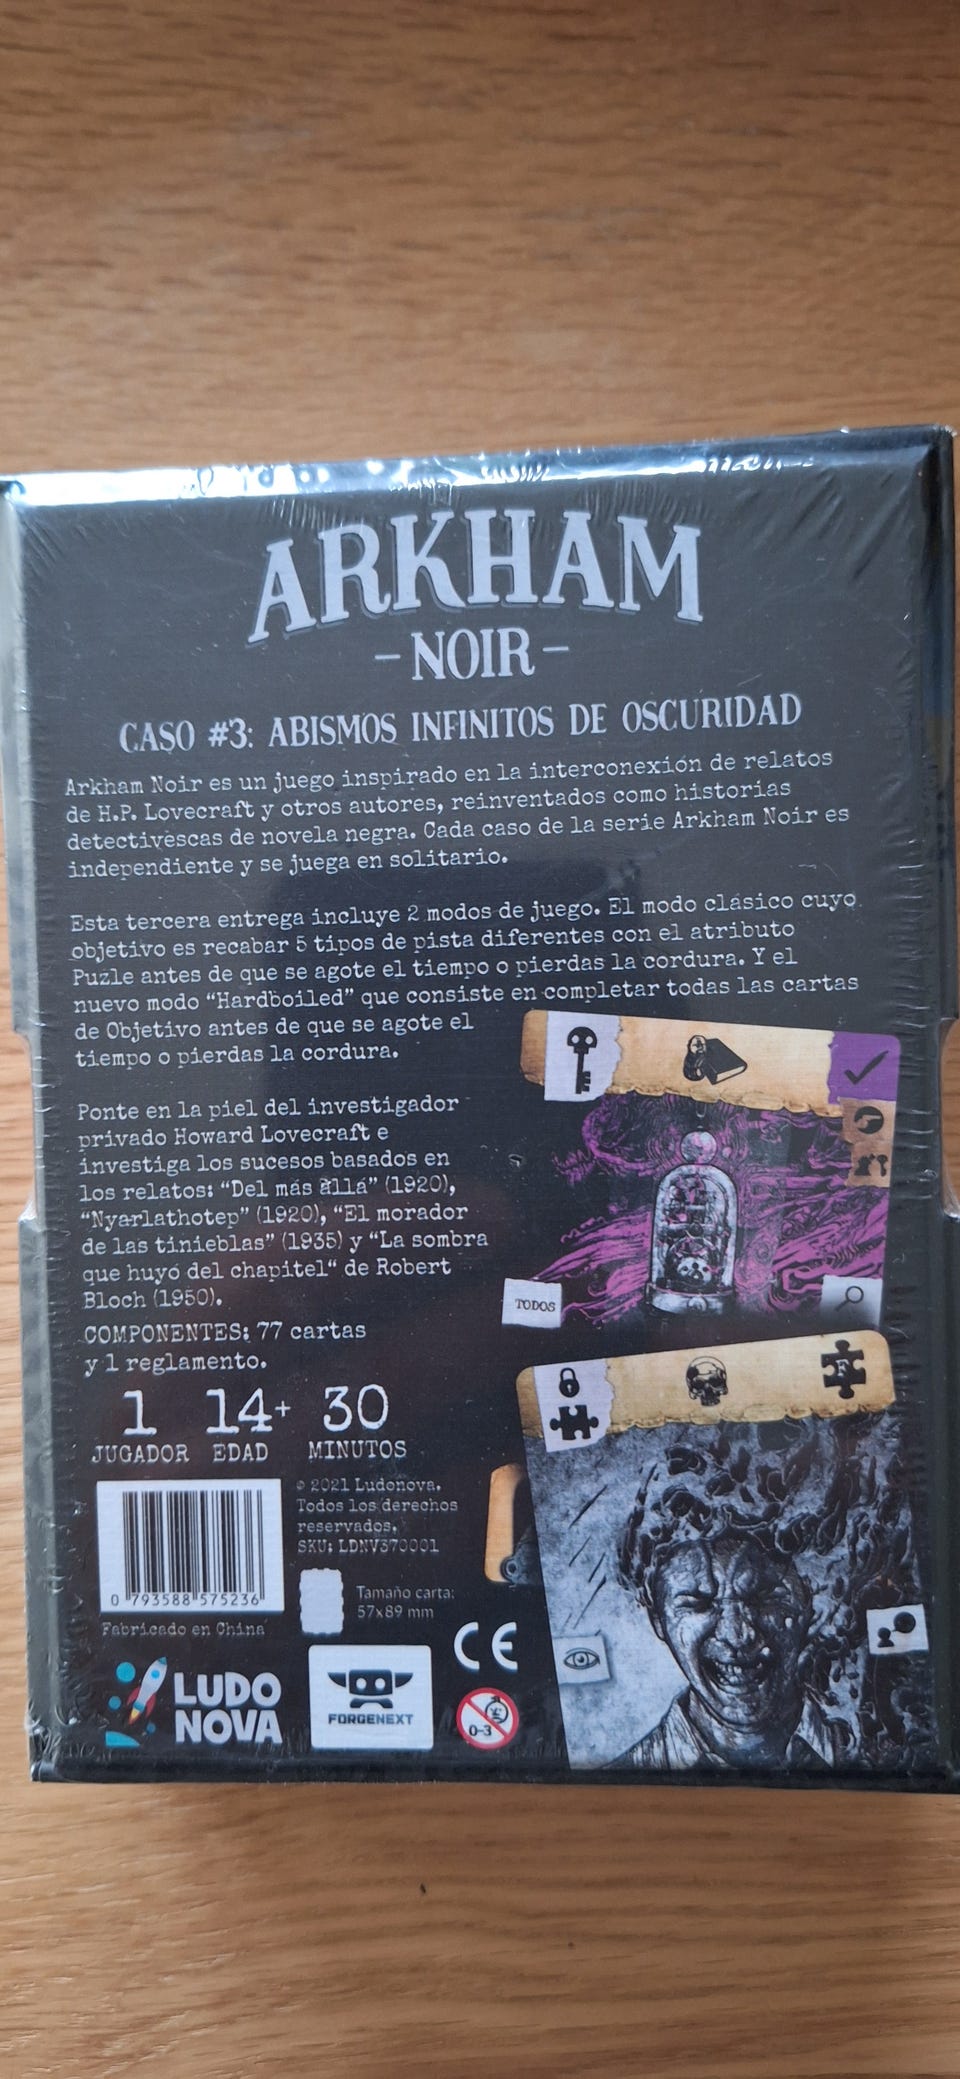 ARKHAM
- NOIR -
CASO #3: ABISMOS INFINITOS DE OSCURIDAD
Arkham Noir es un juego inspirado en la interconexión de relatos
de H.P. Lovecraft y otros autores, reinventados como historias
detectivescas de novela negra. Cada caso de la serie Arkham Noir es
independiente y se juega en solitario.
Esta tercera entrega incluye 2 modos de juego. El modo clásico cuyo
objetivo es recabar 5 tipos de pista diferentes con el atributo
Puzle antes de que se agote el tiempo o pierdas la cordura. Y el
nuevo modo “Hardboiled” que consiste en completar todas las cartas
de Objetivo antes de que se agote el
tiempo o pierdas la cordura.
Ponte en la piel del investigador
privado Howard Lovecraft e
investiga los sucesos basados en
los relatos: “Del más allá” (1920),
“Nyarlathotep” (1920), “El morador
de las tinieblas” (1935) y “La sombra
que huyó del chapitel“ de Robert
Bloch (1950).
COMPONENTES: 77 cartas
y 1 reglamento.
TODOS
F
1 14+ 30
JUGADOR EDAD MINUTOS
© 2021 Ludonova.
Todos los derechos
reservados.
SKU: LDNV370001
0 793588 575236
Fabricado en China
Tamaño carta:
57x89 mm
CE
LUDO
NOVA
FORGENEXT
0-3